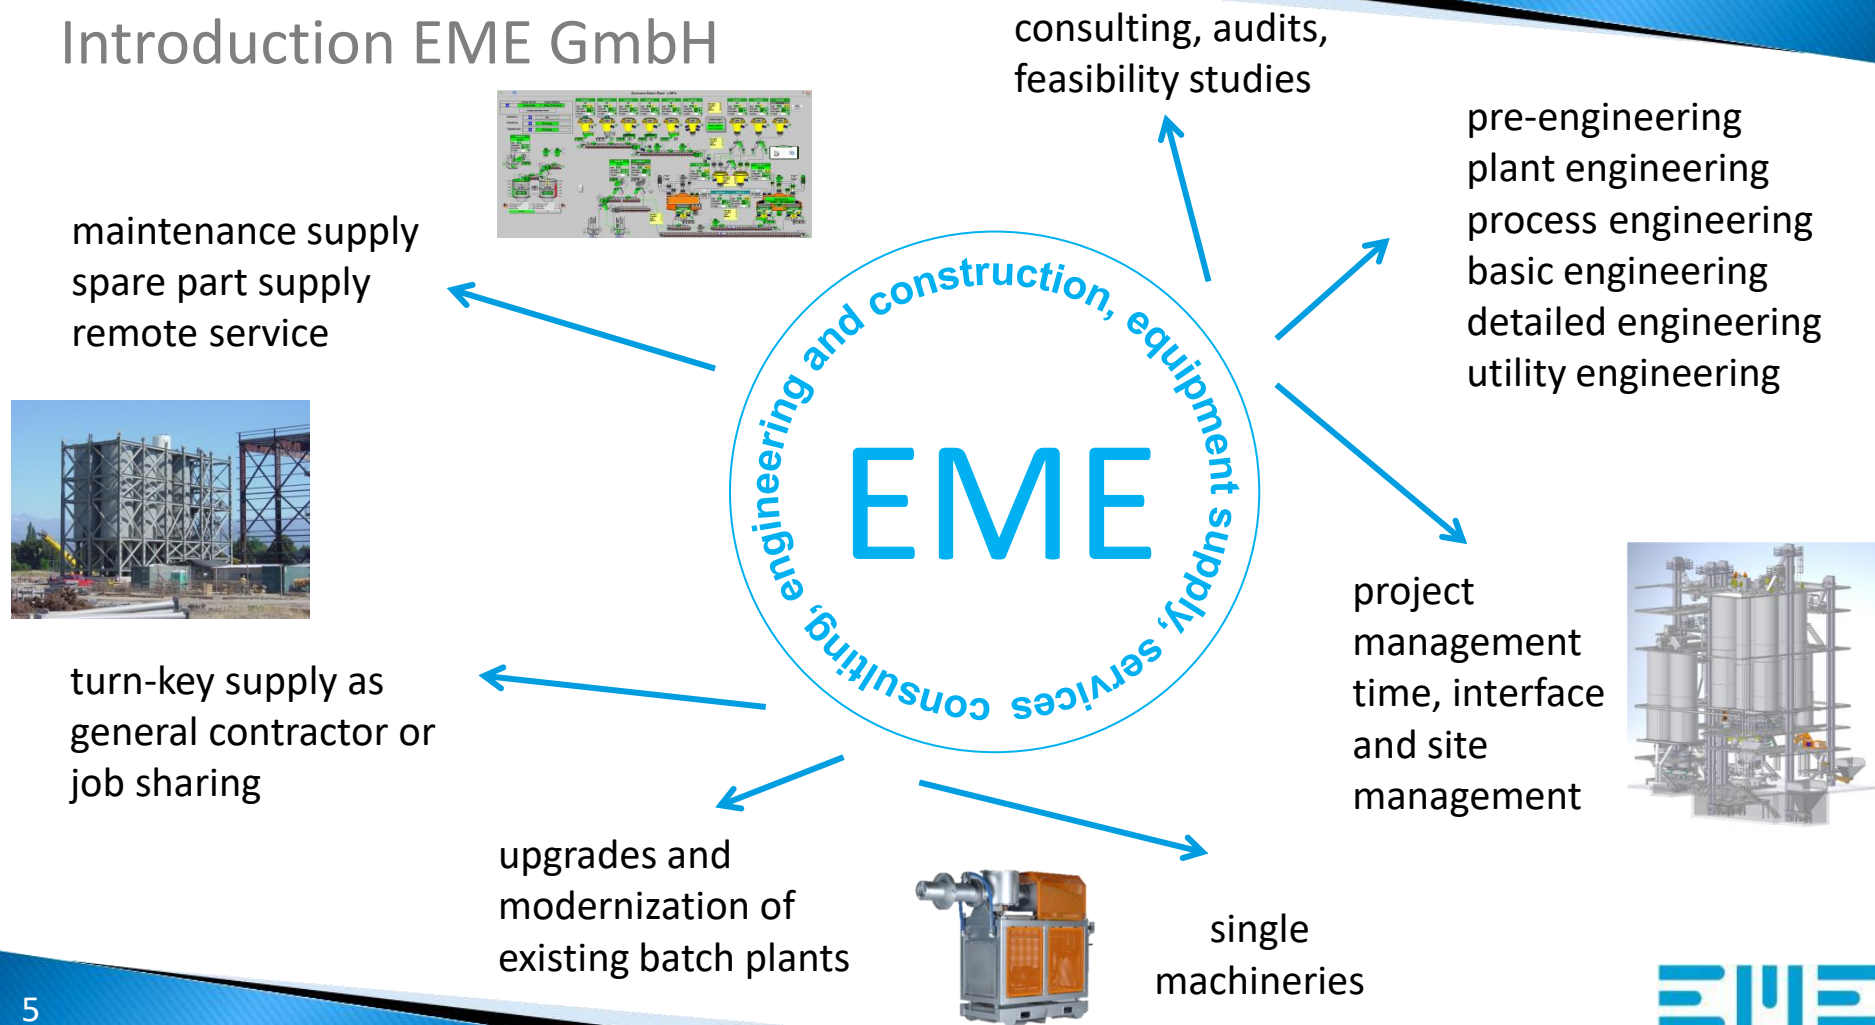 Introduction EME GmbH
consulting, audits,
feasibility studies
pre-engineering
plant engineering
process engineering
basic engineering
detailed engineering
utility engineering
maintenance supply
spare part supply
remote service
consulting, engineering and construction, equipment supply, services
EME
project
management
time, interface
and site
management
turn-key supply as
general contractor or
job sharing
upgrades and
modernization of
existing batch plants
single
machineries
5
EME